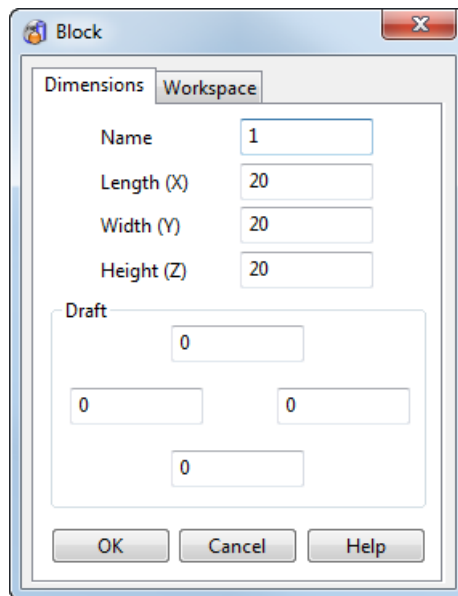 Block
Dimensions Workspace
Name 1
Length (X) 20
Width (Y) 20
Height (Z) 20
Draft
0
0 0
0
OK Cancel Help